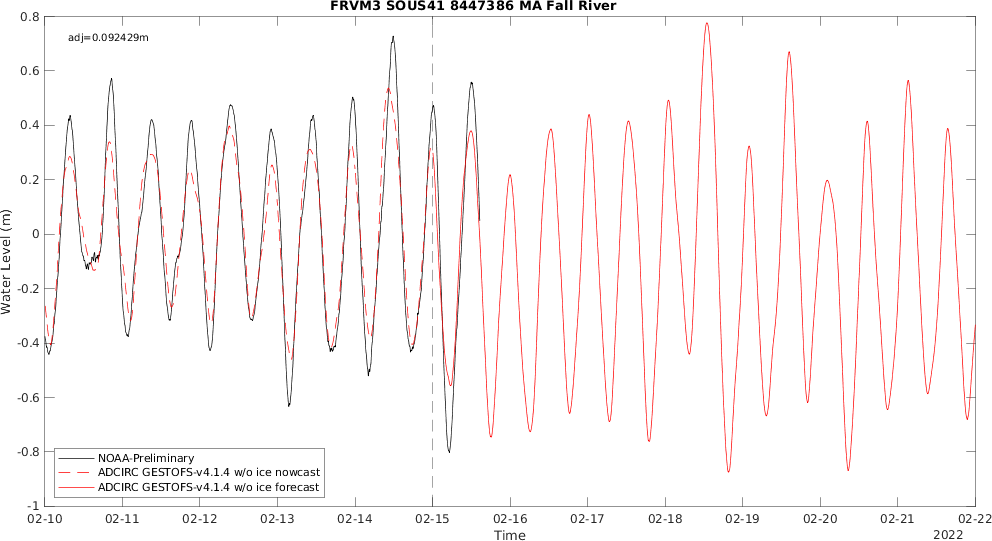 FRVM3 SOUS41 8447386 MA Fall River
adj=0.092429m
0.8
0.6
0.4
0.2
0
-0.2
-0.4
-0.6
-0.8
-1
Water Level (m)
NOAA-Preliminary
ADCIRC GESTOFS-v4.1.4 w/o ice nowcast
ADCIRC GESTOFS-v4.1.4 w/o ice forecast
02-10 02-11 02-12 02-13 02-14 02-15 02-16 02-17 02-18 02-19 02-20 02-21 02-22
Time
2022